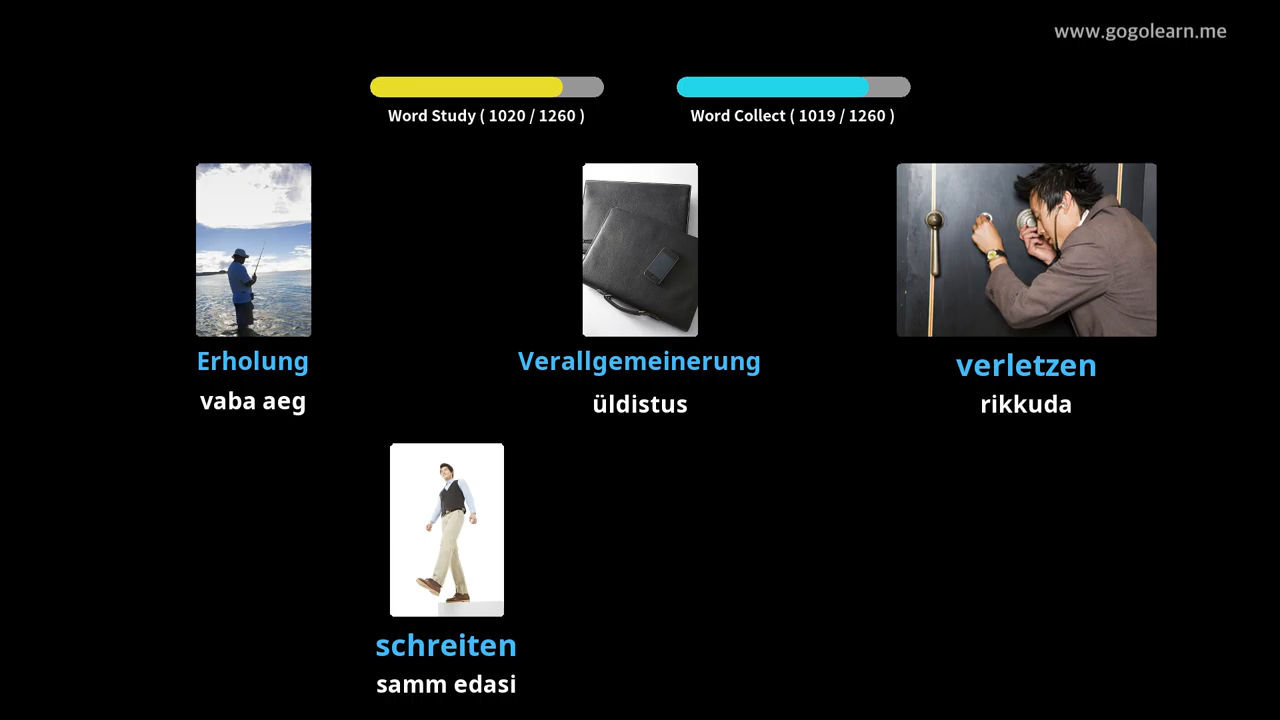 www.gogolearn.me
Word Study ( 1020 / 1260 )
Word Collect ( 1019 / 1260 )
Erholung
vaba aeg
Verallgemeinerung
üldistus
verletzen
rikkuda
schreiten
samm edasi